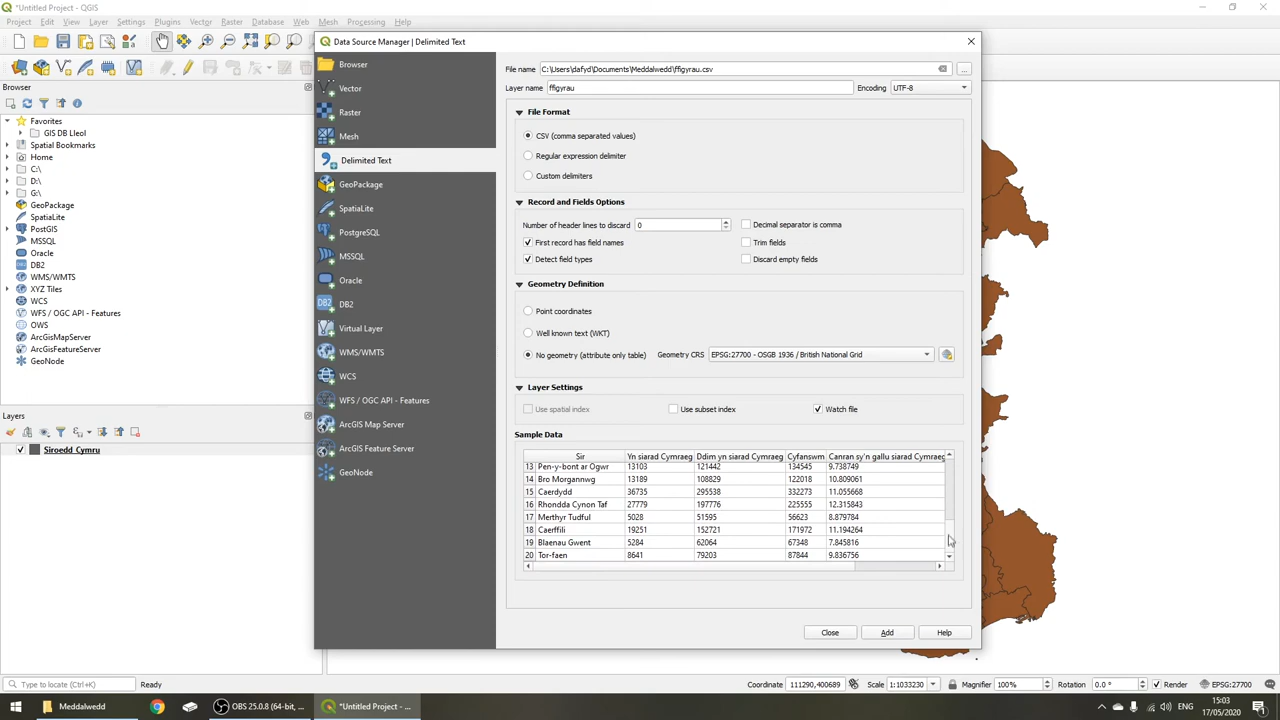 *Untitled Project - QGIS
Project Edit View Layer Settings Plugins Vector Raster Database Web Mesh Processing Help
Data Source Manager | Delimited Text
Browser
Favorites
GIS DB Lleol
Spatial Bookmarks
Home
C:\
D:\
G:\
GeoPackage
SpatiaLite
PostGIS
MSSQL
Oracle
DB2
WMS/WMTS
XYZ Tiles
WCS
WFS / OGC API - Features
OWS
ArcGisMapServer
ArcGisFeatureServer
GeoNode
Layers
Siroedd_Cymru
Browser
Vector
Raster
Mesh
Delimited Text
GeoPackage
SpatiaLite
PostgreSQL
MSSQL
Oracle
DB2
Virtual Layer
WMS/WMTS
WCS
WFS / OGC API - Features
ArcGIS Map Server
ArcGIS Feature Server
GeoNode
File name C:\Users\dafyd\Documents\Meddalwedd\ffigyrau.csv ...
Layer name ffigyrau Encoding UTF-8
File Format
CSV (comma separated values)
Regular expression delimiter
Custom delimiters
Record and Fields Options
Number of header lines to discard 0 Decimal separator is comma
First record has field names Trim fields
Detect field types Discard empty fields
Geometry Definition
Point coordinates
Well known text (WKT)
No geometry (attribute only table) Geometry CRS EPSG:27700 - OSGB 1936 / British National Grid
Layer Settings
Use spatial index Use subset index Watch file
Sample Data
Sir Yn siarad Cymraeg Ddim yn siarad Cymraeg Cyfanswm Canran sy'n gallu siarad Cymraeg
13 Pen-y-bont ar Ogwr 13103 121442 134545 9.738749
14 Bro Morgannwg 13189 108829 122018 10.809061
15 Caerdydd 36735 295538 332273 11.055668
16 Rhondda Cynon Taf 27779 197776 225555 12.315843
17 Merthyr Tudful 5028 51595 56623 8.879784
18 Caerffili 19251 152721 171972 11.194264
19 Blaenau Gwent 5284 62064 67348 7.845816
20 Tor-faen 8641 79203 87844 9.836756
Close Add Help
Type to locate (Ctrl+K) Ready Coordinate 111290,400689 Scale 1:1033230 Magnifier 100% Rotation 0.0 ° Render EPSG:27700
Meddalwedd OBS 25.0.8 (64-bit, ... *Untitled Project - ... 15:03
17/05/2020